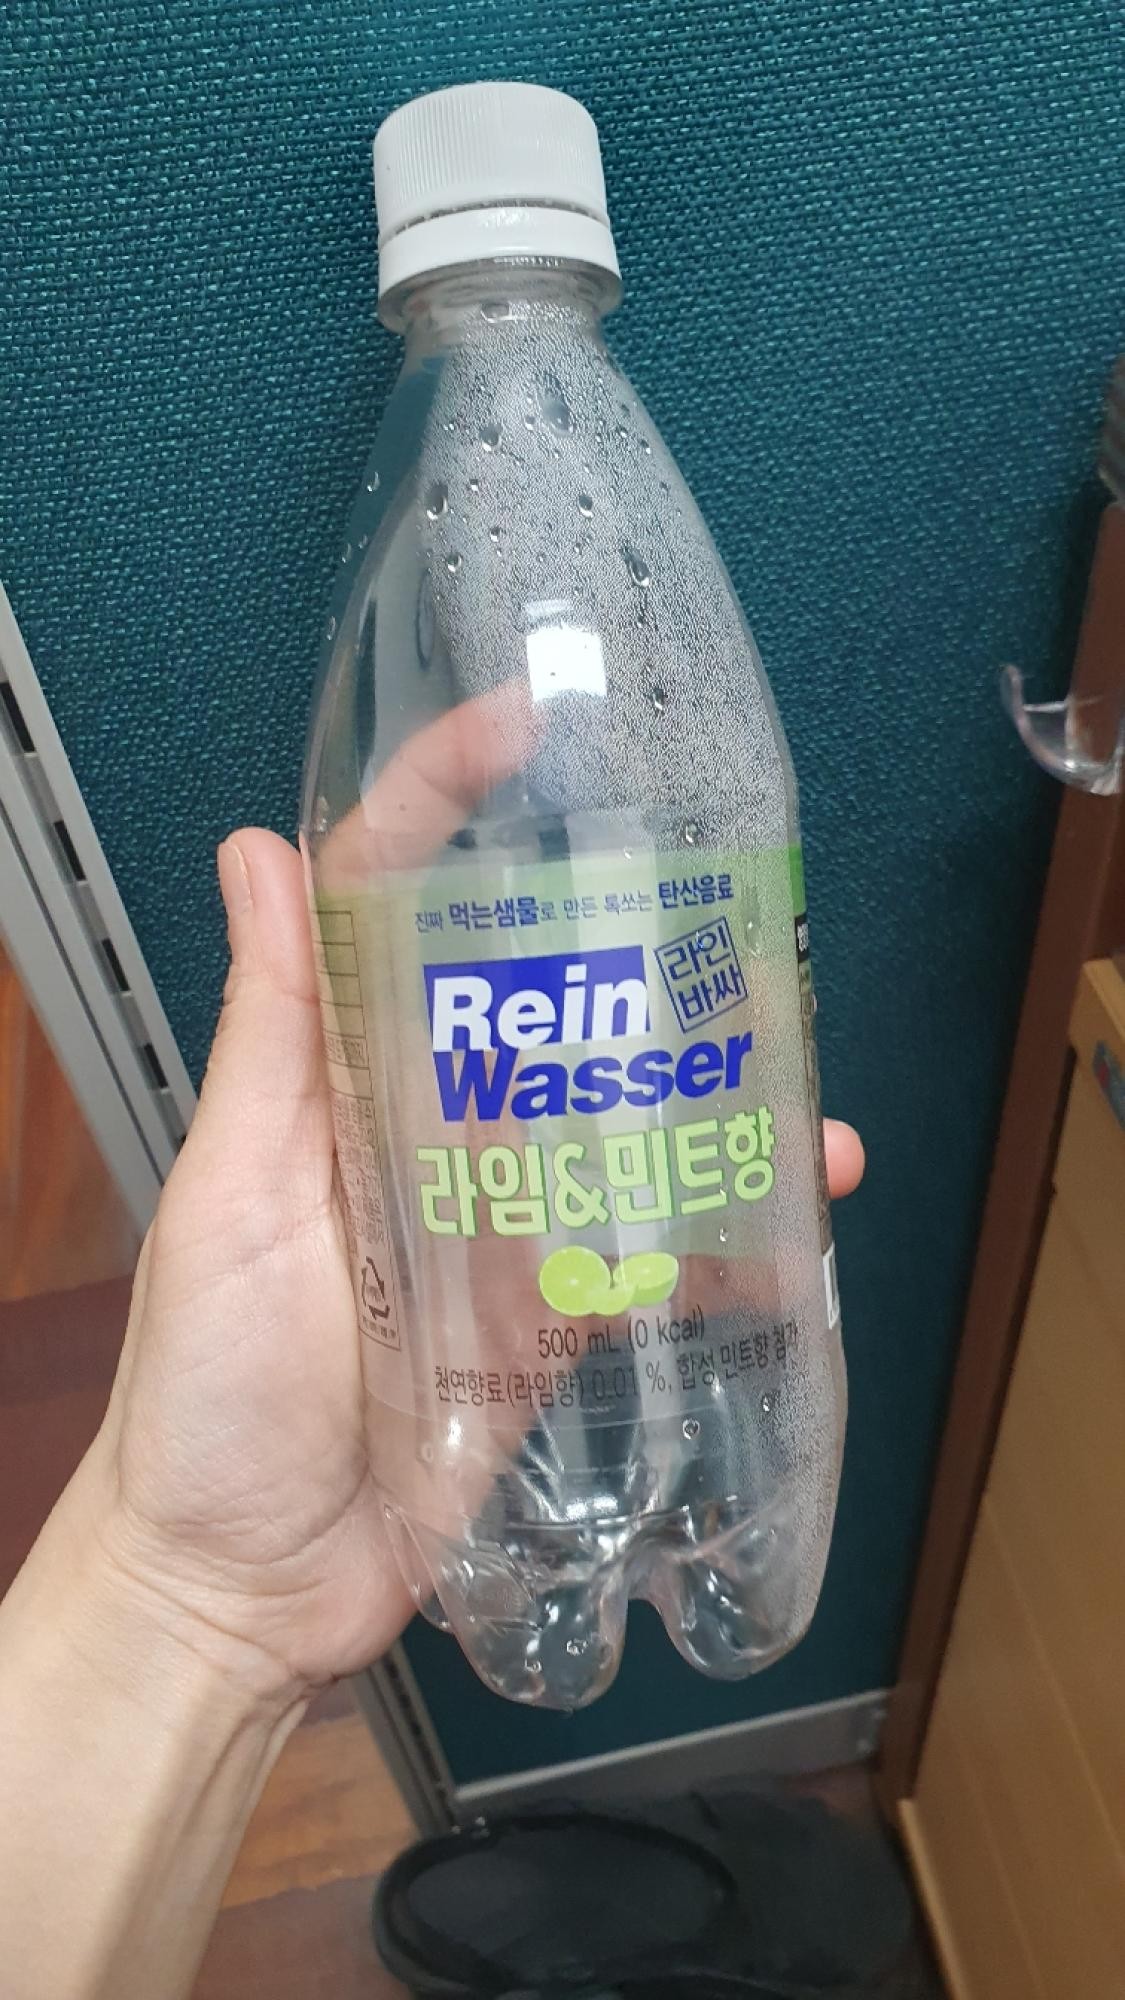 진짜 먹는샘물로 만든 톡쏘는 탄산음료
Rein
Wasser
라인
바싸
라임&민트향
500 mL (0 kcal)
천연향료(라임향) 0.01 %, 합성 민트향 첨가